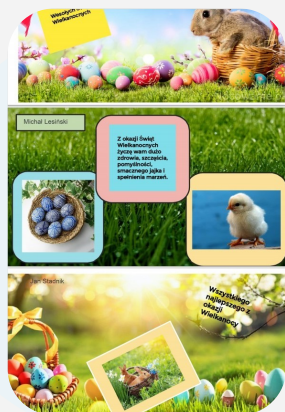 Wesołych Świąt
Wielkanocnych
Michał Lesiński
Z okazji Świąt
Wielkanocnych
życzę wam dużo
zdrowia, szczęścia,
pomyślności,
smacznego jajka i
spełnienia marzeń.
Jan Stadnik
Wszystkiego
najlepszego z
okazji
Wielkanocy